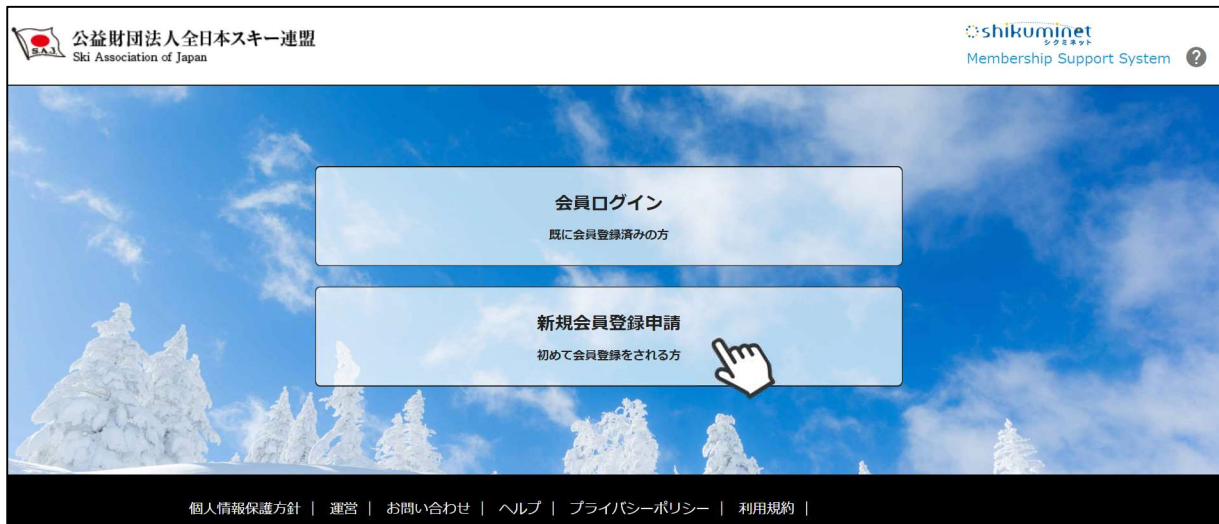 公益財団法人全日本スキー連盟
S.A.J.
Ski Association of Japan
shikuminet
シクミネット
Membership Support System ?
会員ログイン
既に会員登録済みの方
新規会員登録申請
初めて会員登録をされる方
個人情報保護方針 | 運営 | お問い合わせ | ヘルプ | プライバシーポリシー | 利用規約 |